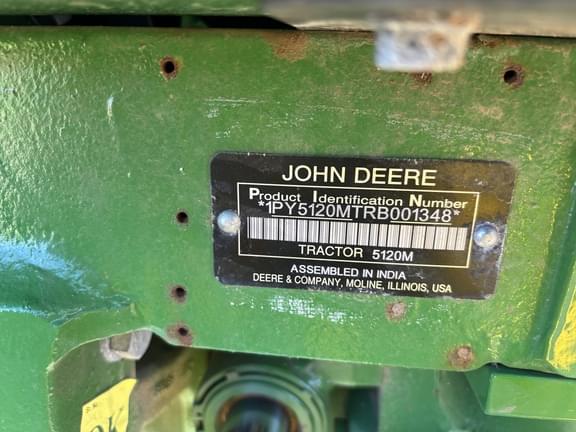 JOHN DEERE
Product Identification Number
*1PY5120MTRB001348*
TRACTOR 5120M
ASSEMBLED IN INDIA
DEERE & COMPANY, MOLINE, ILLINOIS, USA